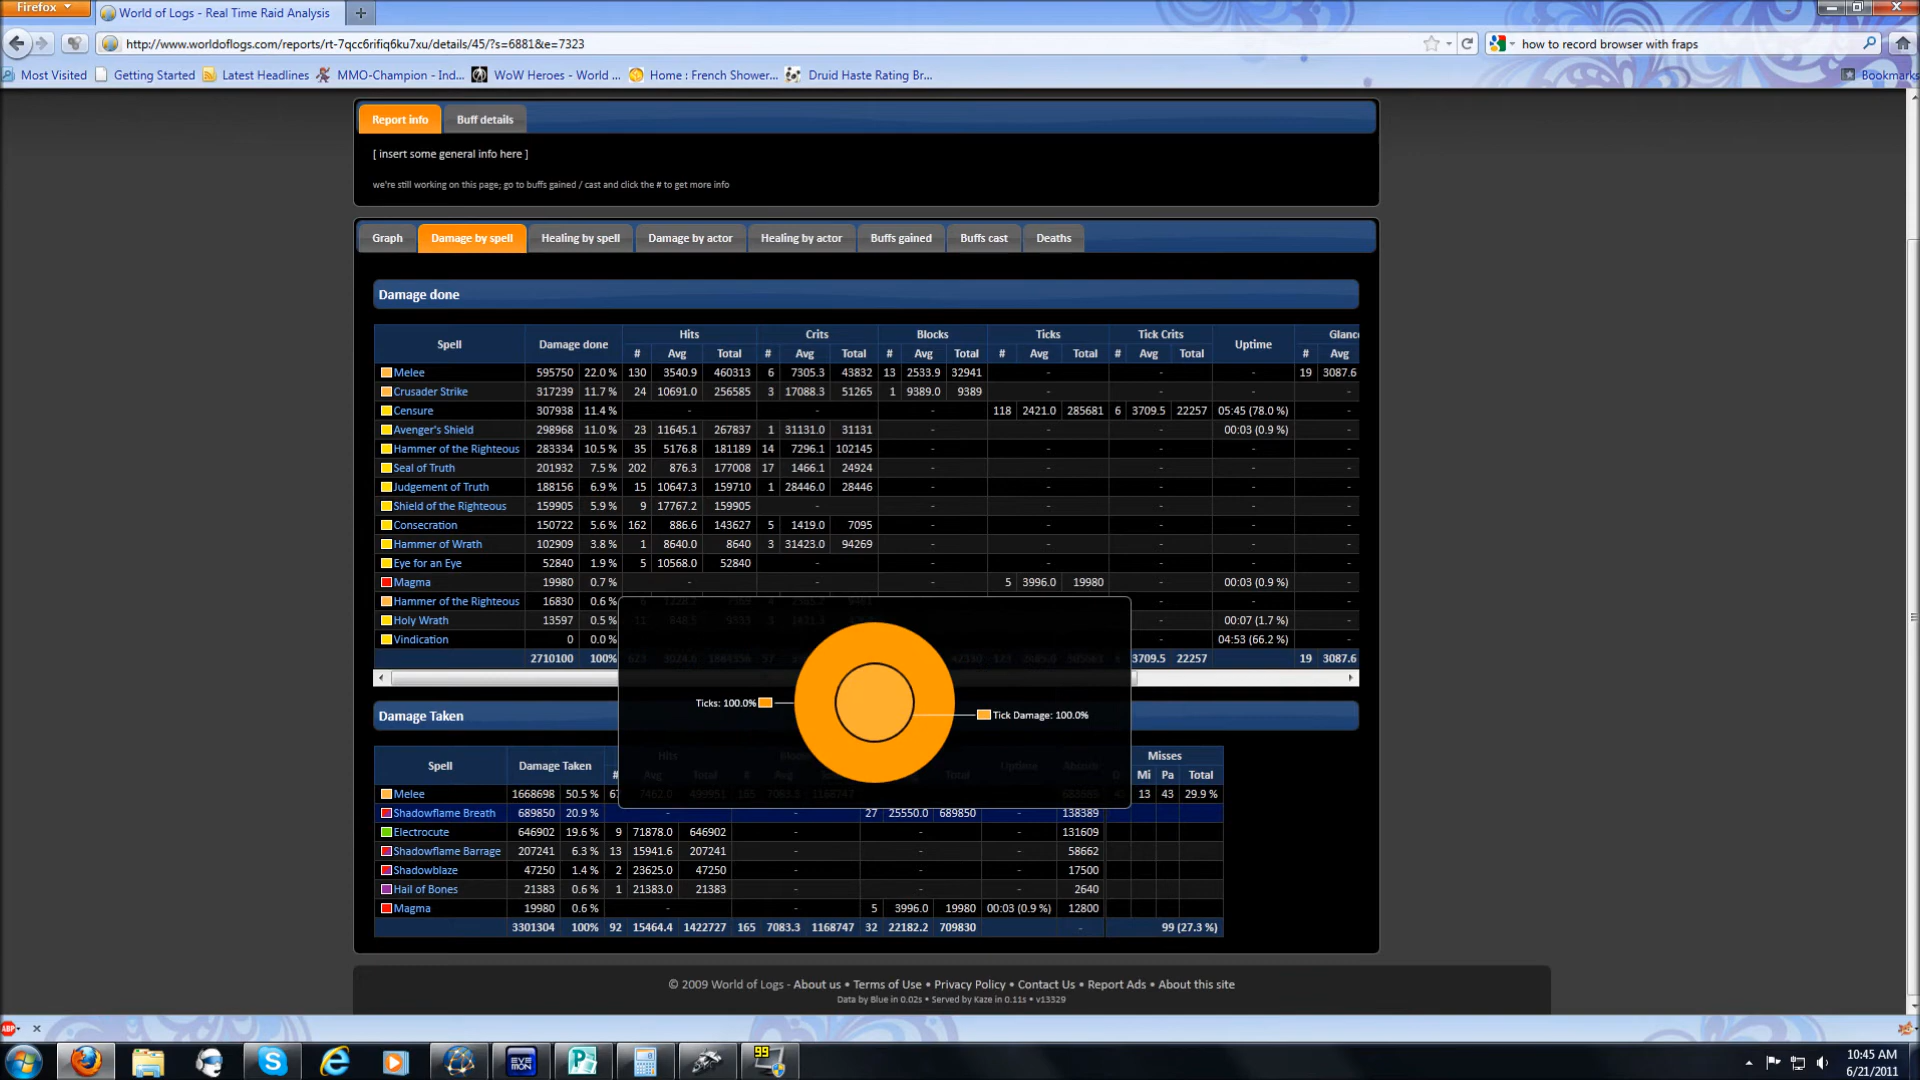 Firefox
World of Logs - Real Time Raid Analysis
http://www.worldoflogs.com/reports/rt-7qcc6rifiq6ku7xu/details/45/?s=6881&e=7323
how to record browser with fraps
Most Visited Getting Started Latest Headlines MMO-Champion - Ind... WoW Heroes - World ... Home : French Shower... Druid Haste Rating Br... Bookmarks
Report info Buff details
[ insert some general info here ]
we're still working on this page; go to buffs gained / cast and click the # to get more info
Graph Damage by spell Healing by spell Damage by actor Healing by actor Buffs gained Buffs cast Deaths
Damage done
Hits Crits Blocks Ticks Tick Crits Glance
Spell Damage done Uptime
# Avg Total # Avg Total # Avg Total # Avg Total # Avg Total # Avg
Melee 595750 22.0 % 130 3540.9 460313 6 7305.3 43832 13 2533.9 32941 - - - 19 3087.6
Crusader Strike 317239 11.7 % 24 10691.0 256585 3 17088.3 51265 1 9389.0 9389 - - - -
Censure 307938 11.4 % - - - 118 2421.0 285681 6 3709.5 22257 05:45 (78.0 %) -
Avenger's Shield 298968 11.0 % 23 11645.1 267837 1 31131.0 31131 - - - 00:03 (0.9 %) -
Hammer of the Righteous 283334 10.5 % 35 5176.8 181189 14 7296.1 102145 - - - - -
Seal of Truth 201932 7.5 % 202 876.3 177008 17 1466.1 24924 - - - - -
Judgement of Truth 188156 6.9 % 15 10647.3 159710 1 28446.0 28446 - - - - -
Shield of the Righteous 159905 5.9 % 9 17767.2 159905 - - - - - -
Consecration 150722 5.6 % 162 886.6 143627 5 1419.0 7095 - - - - -
Hammer of Wrath 102909 3.8 % 1 8640.0 8640 3 31423.0 94269 - - - - -
Eye for an Eye 52840 1.9 % 5 10568.0 52840 - - - - - -
Magma 19980 0.7 % - - - 5 3996.0 19980 - 00:03 (0.9 %) -
Hammer of the Righteous 16830 0.6 % - - -
Holy Wrath 13597 0.5 % - 00:07 (1.7 %) -
Vindication 0 0.0 % - 04:53 (66.2 %) -
2710100 100% 3709.5 22257 19 3087.6
Ticks: 100.0%
Tick Damage: 100.0%
Damage Taken
Hits Misses
Spell Damage Taken Uptime
# Avg Total # Mi Pa Total
Melee 1668698 50.5 % 13 43 29.9 %
Shadowflame Breath 689850 20.9 % - - 27 25550.0 689850 - 138389
Electrocute 646902 19.6 % 9 71878.0 646902 - - - 131609
Shadowflame Barrage 207241 6.3 % 13 15941.6 207241 - - - 58662
Shadowblaze 47250 1.4 % 2 23625.0 47250 - - - 17500
Hail of Bones 21383 0.6 % 1 21383.0 21383 - - - 2640
Magma 19980 0.6 % - - 5 3996.0 19980 00:03 (0.9 %) 12800
3301304 100% 92 15464.4 1422727 165 7083.3 1168747 32 22182.2 709830 - 99 (27.3 %)
© 2009 World of Logs - About us • Terms of Use • Privacy Policy • Contact Us • Report Ads • About this site
Data by Blue in 0.02s • Served by Kaze in 0.11s • v13329
ABP
EVE MON
99
10:45 AM
6/21/2011